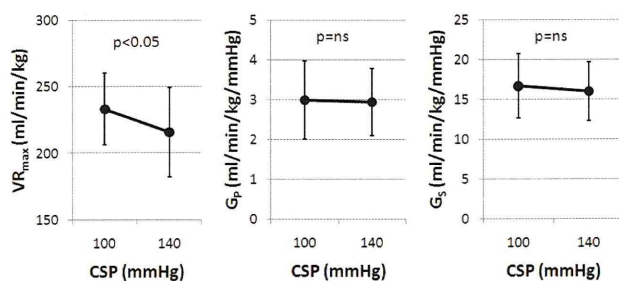 VRmax (ml/min/kg)
300
250
200
150
p<0.05
100 140
CSP (mmHg)
GP (ml/min/kg/mmHg)
5
4
3
2
1
0
p=ns
100 140
CSP (mmHg)
GS (ml/min/kg/mmHg)
25
20
15
10
5
0
p=ns
100 140
CSP (mmHg)